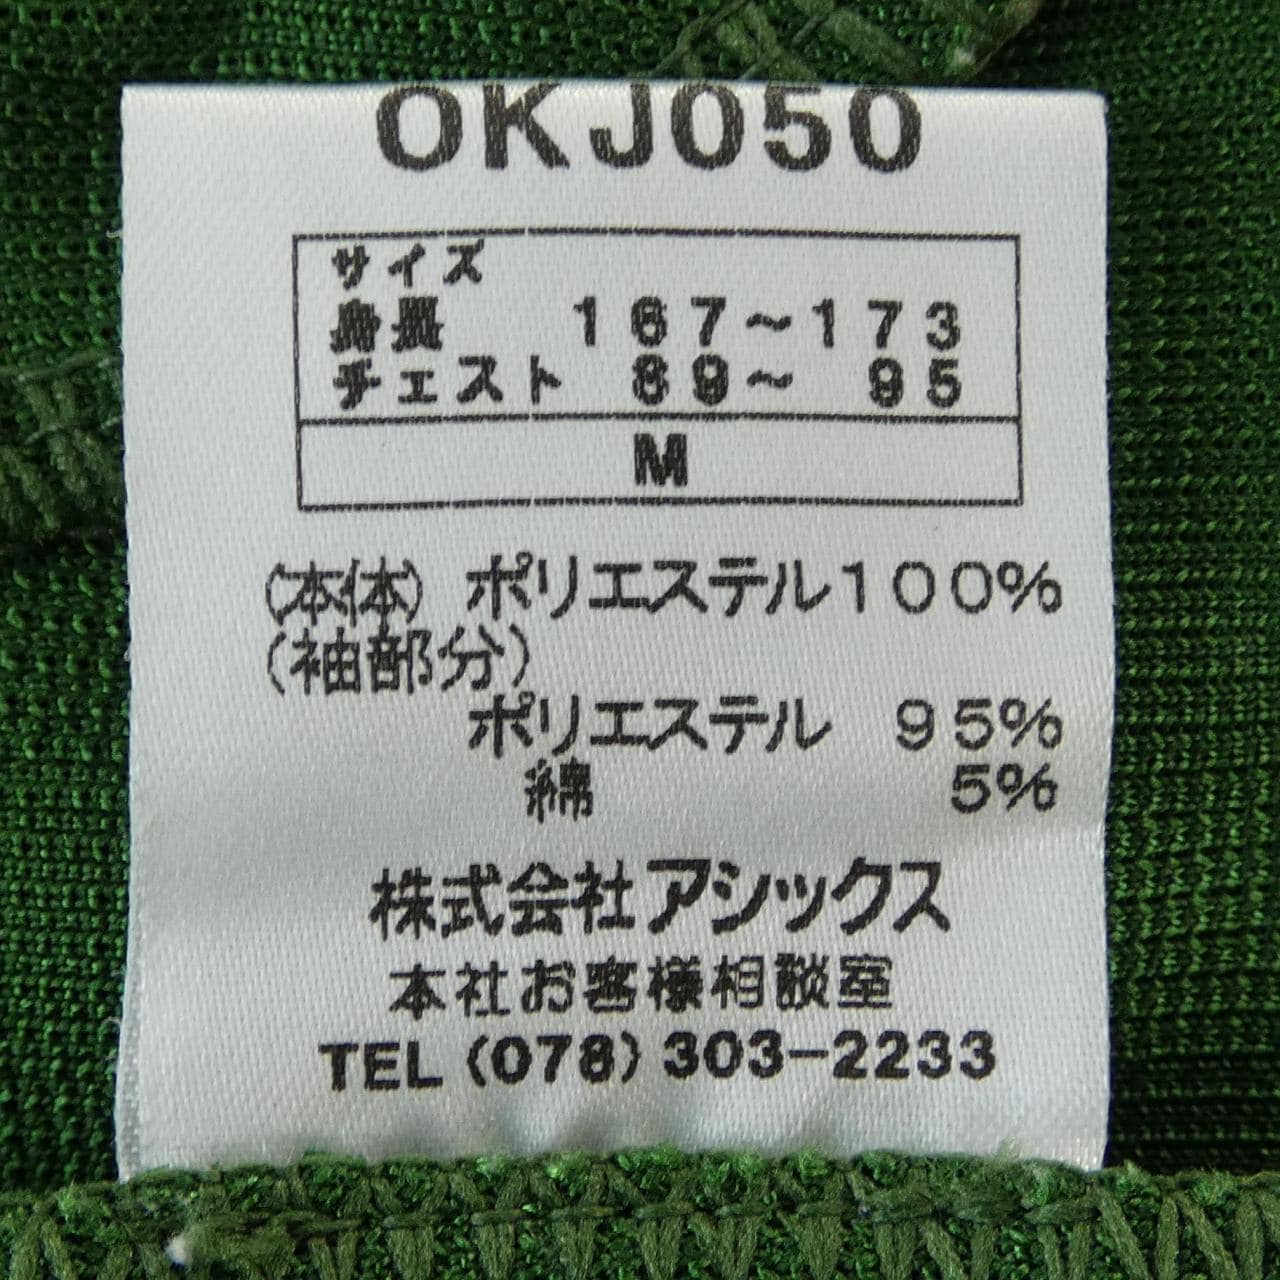 OKJ050
サイズ
身長 167～173
チェスト 89～ 95
M
(本体) ポリエステル100%
(袖部分)
ポリエステル 95%
綿 5%
株式会社アシックス
本社お客様相談室
TEL (078) 303-2233